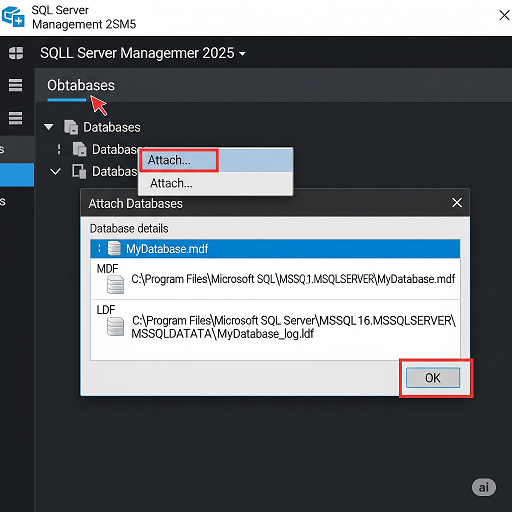 SQL Server
Management 2SM5
SQLL Server Managermer 2025
Obtabases
Databases
Databases
Databas
Attach...
Attach...
s
s
Attach Databases
Database details
MyDatabase.mdf
MDF
C:\Program Files\Microsoft SQL\MSSQ1.MSQLSERVER\MyDatabase.mdf
LDF
C:\Program Files\Microsoft SQL Server\MSSQL16.MSSQLSERVER\
MSSQLDATATA\MyDatabase_log.ldf
OK
ai